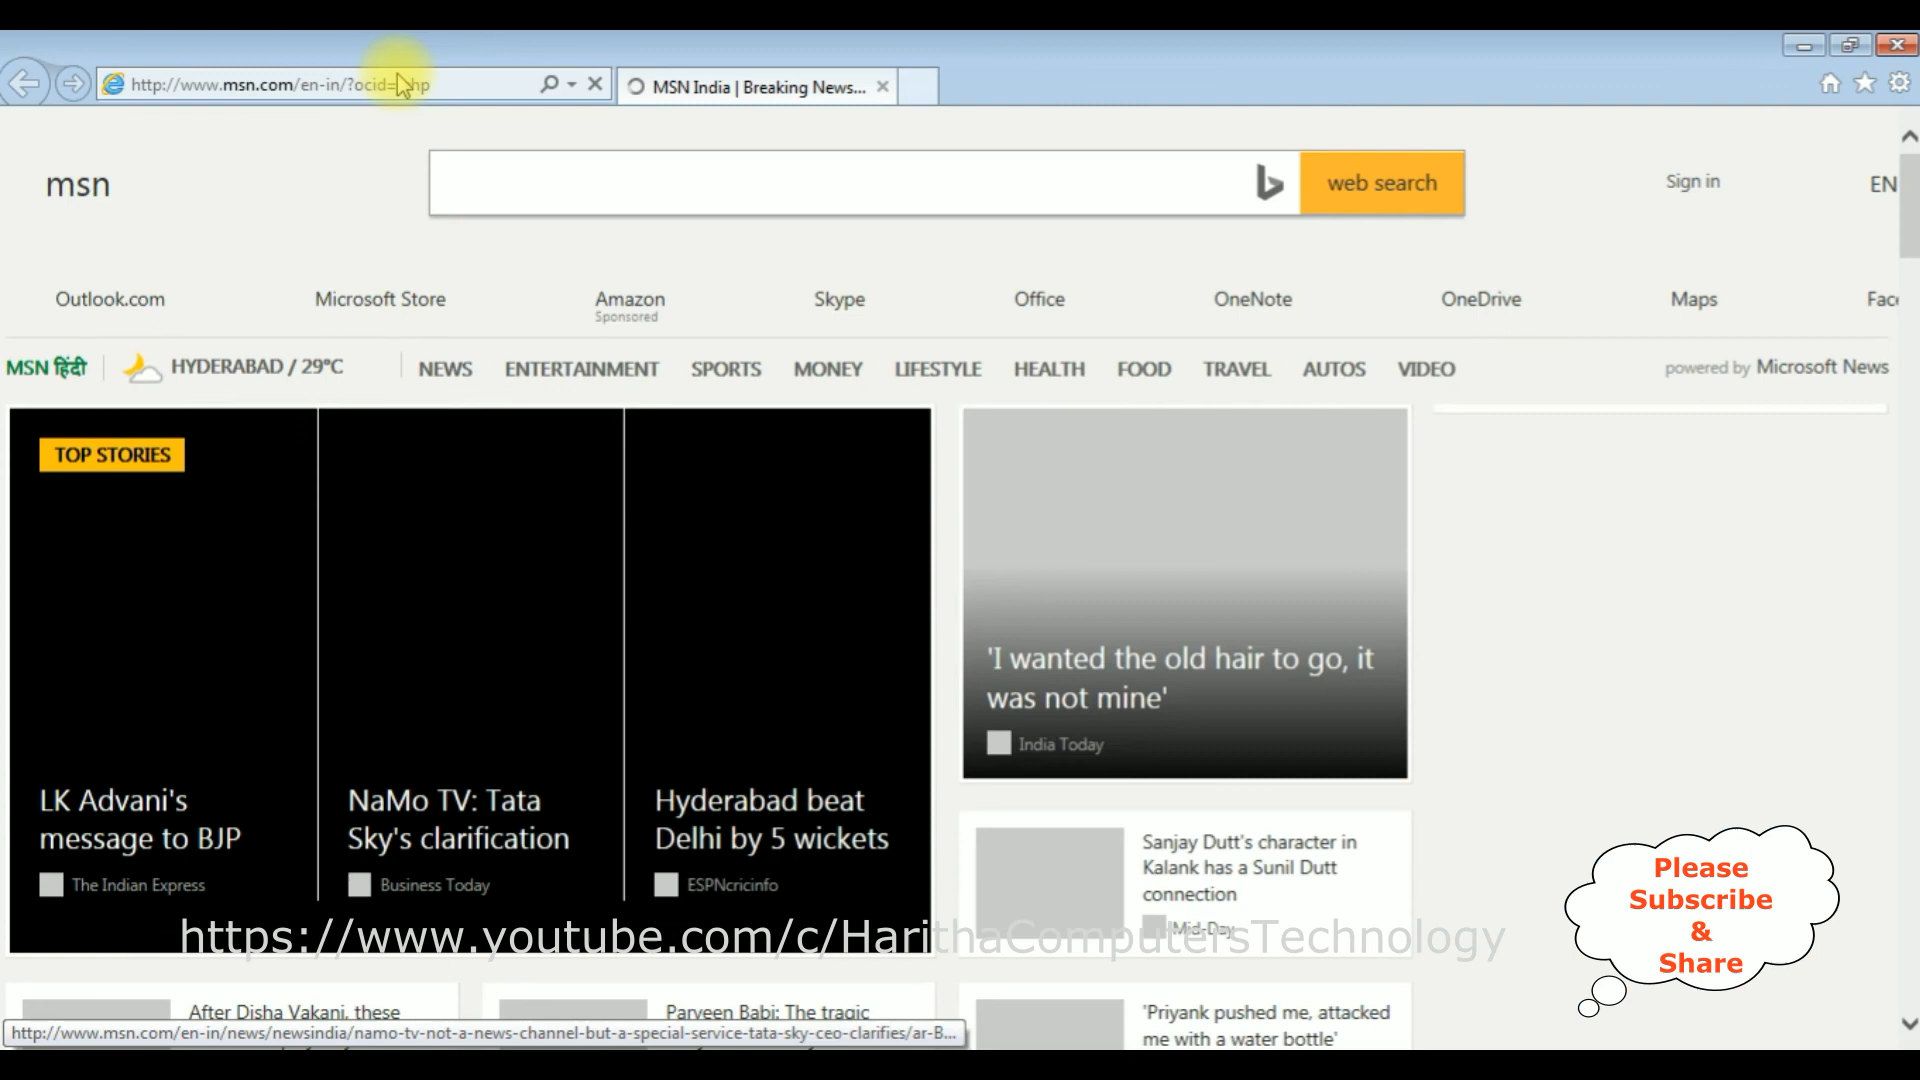 http://www.msn.com/en-in/?ocid=
MSN India | Breaking News...
msn
web search
Sign in
EN
Outlook.com
Microsoft Store
Amazon
Sponsored
Skype
Office
OneNote
OneDrive
Maps
MSN हिंदी
HYDERABAD / 29°C
NEWS
ENTERTAINMENT
SPORTS
MONEY
LIFESTYLE
HEALTH
FOOD
TRAVEL
AUTOS
VIDEO
powered by Microsoft News
TOP STORIES
LK Advani's
message to BJP
The Indian Express
NaMo TV: Tata
Sky's clarification
Business Today
Hyderabad beat
Delhi by 5 wickets
ESPNcricinfo
'I wanted the old hair to go, it
was not mine'
India Today
Sanjay Dutt's character in
Kalank has a Sunil Dutt
connection
Mid-Day
https://www.youtube.com/c/HarithaComputersTechnology
Please
Subscribe
&
Share
After Disha Vakani, these
Parveen Babi: The tragic
'Priyank pushed me, attacked
me with a water bottle'
http://www.msn.com/en-in/news/newsindia/namo-tv-not-a-news-channel-but-a-special-service-tata-sky-ceo-clarifies/ar-B...